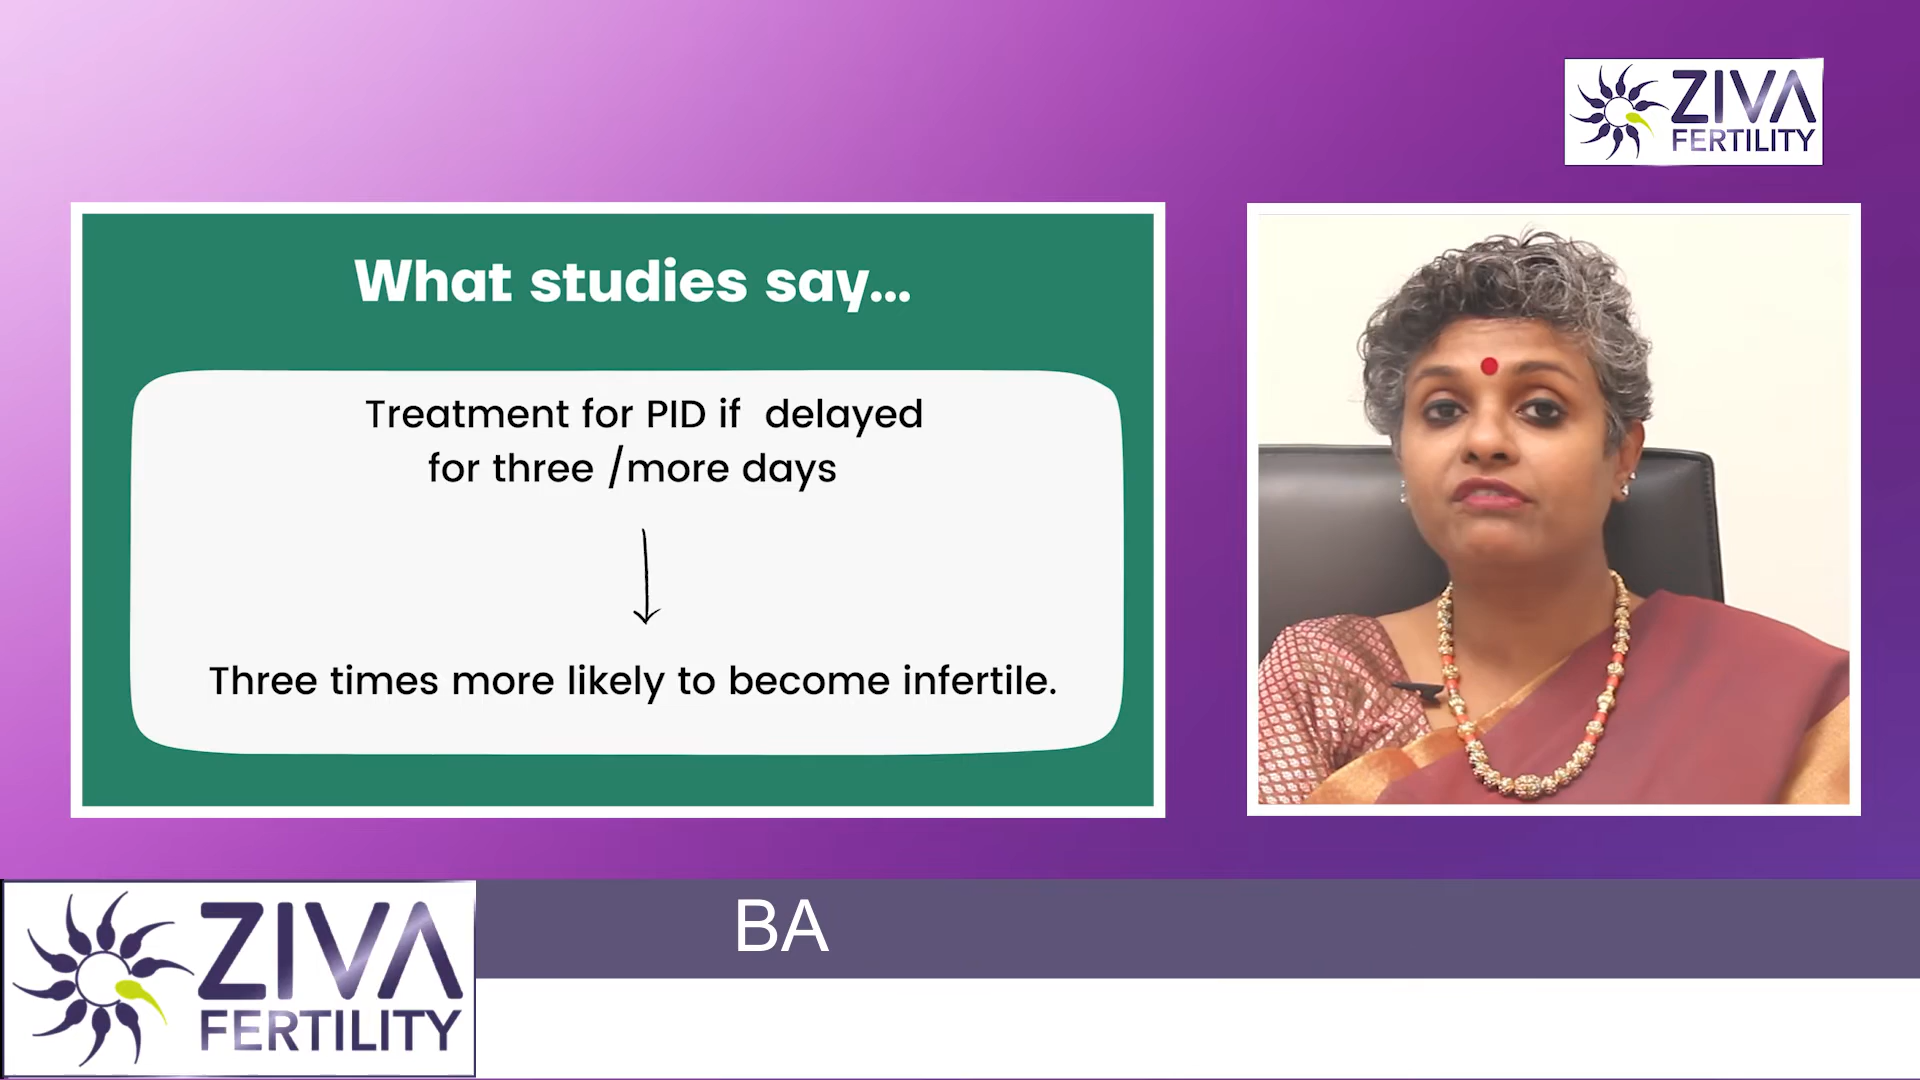 ZIVA
FERTILITY
What studies say...
Treatment for PID if  delayed
for three /more days
Three times more likely to become infertile.
BA
ZIVA
FERTILITY